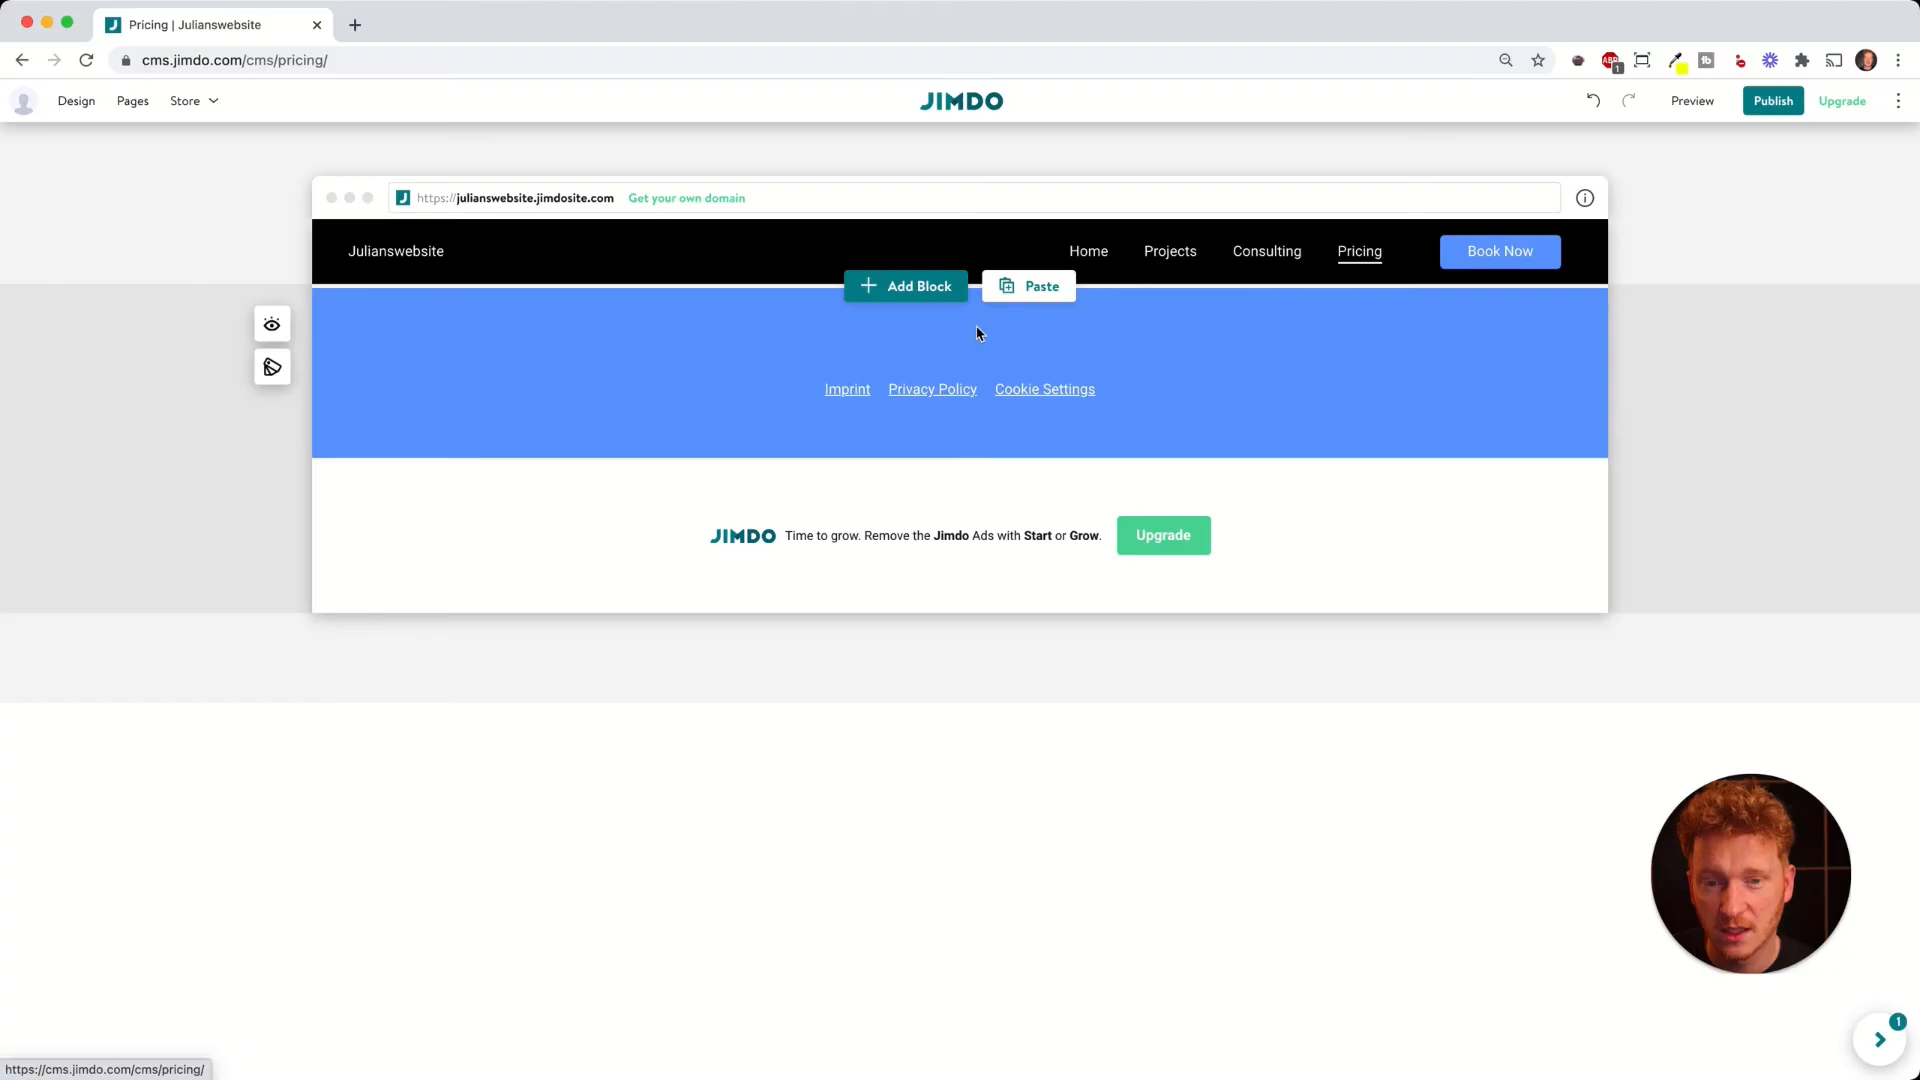 Pricing | Julianswebsite
cms.jimdo.com/cms/pricing/
ABP
1
tb
Design Pages Store
JIMDO
Preview Publish Upgrade
https://julianswebsite.jimdosite.com Get your own domain
Julianswebsite
Home Projects Consulting Pricing Book Now
Add Block Paste
Imprint Privacy Policy Cookie Settings
JIMDO Time to grow. Remove the Jimdo Ads with Start or Grow. Upgrade
1
https://cms.jimdo.com/cms/pricing/